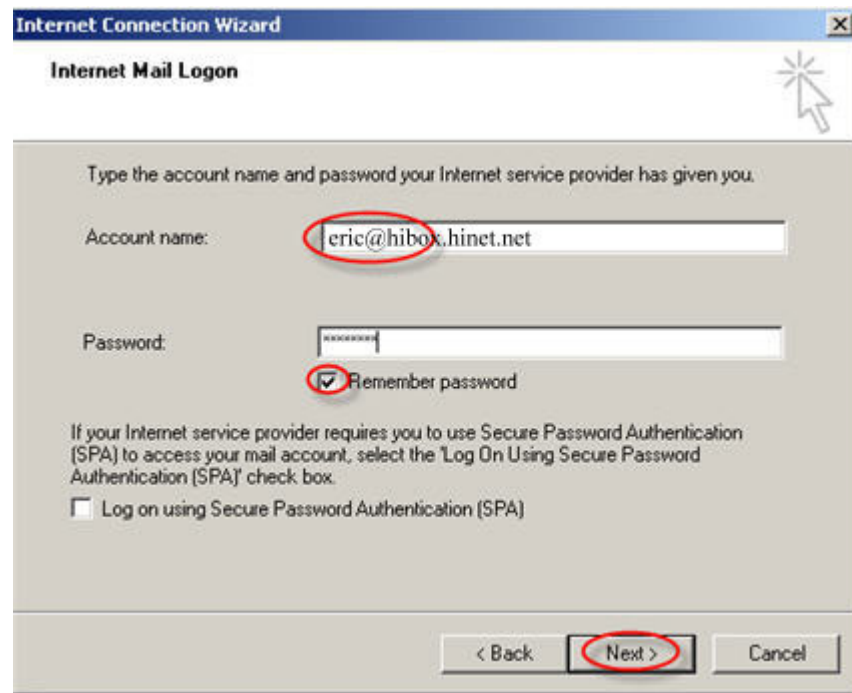 Internet Connection Wizard
Internet Mail Logon
Type the account name and password your Internet service provider has given you.
Account name:
eric@hibox.hinet.net
Password:
********
Remember password
If your Internet service provider requires you to use Secure Password Authentication
(SPA) to access your mail account, select the 'Log On Using Secure Password
Authentication (SPA)' check box.
Log on using Secure Password Authentication (SPA)
< Back
Next >
Cancel